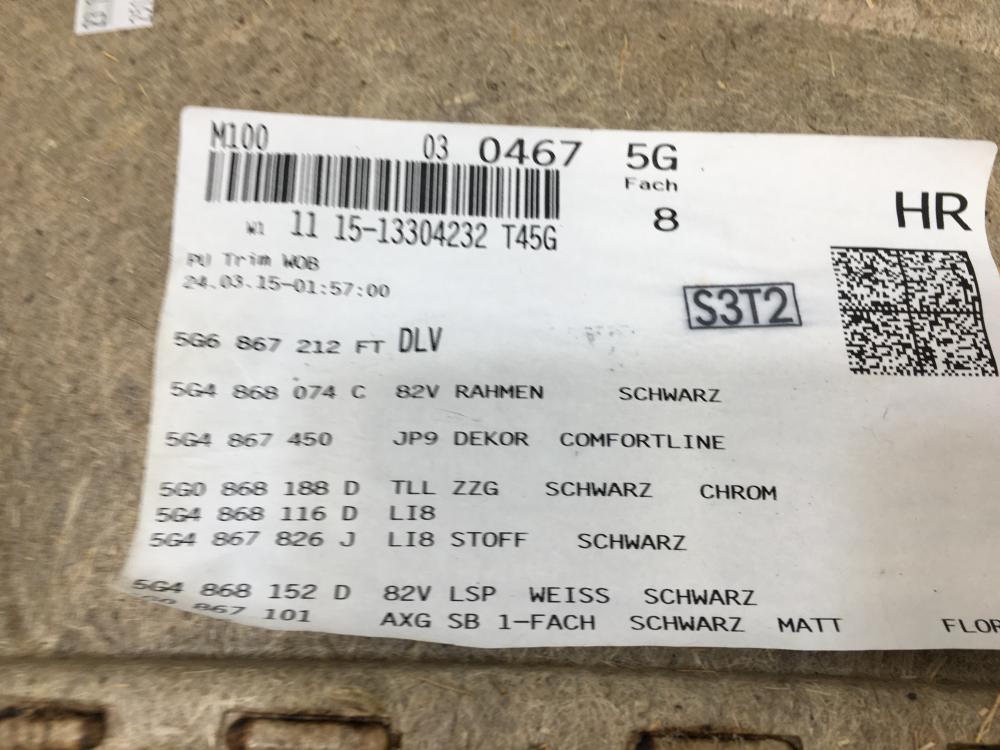 M100 03 0467 5G
Fach
8
HR
W1 11 15-13304232 T45G
PU Trim WOB
24.03.15-01:57:00
S3T2
5G6 867 212 FT DLV
5G4 868 074 C 82V RAHMEN SCHWARZ
5G4 867 450 JP9 DEKOR COMFORTLINE
5G0 868 188 D TLL ZZG SCHWARZ CHROM
5G4 868 116 D LI8
5G4 867 826 J LI8 STOFF SCHWARZ
5G4 868 152 D 82V LSP WEISS SCHWARZ
867 101 AXG SB 1-FACH SCHWARZ MATT FLOR